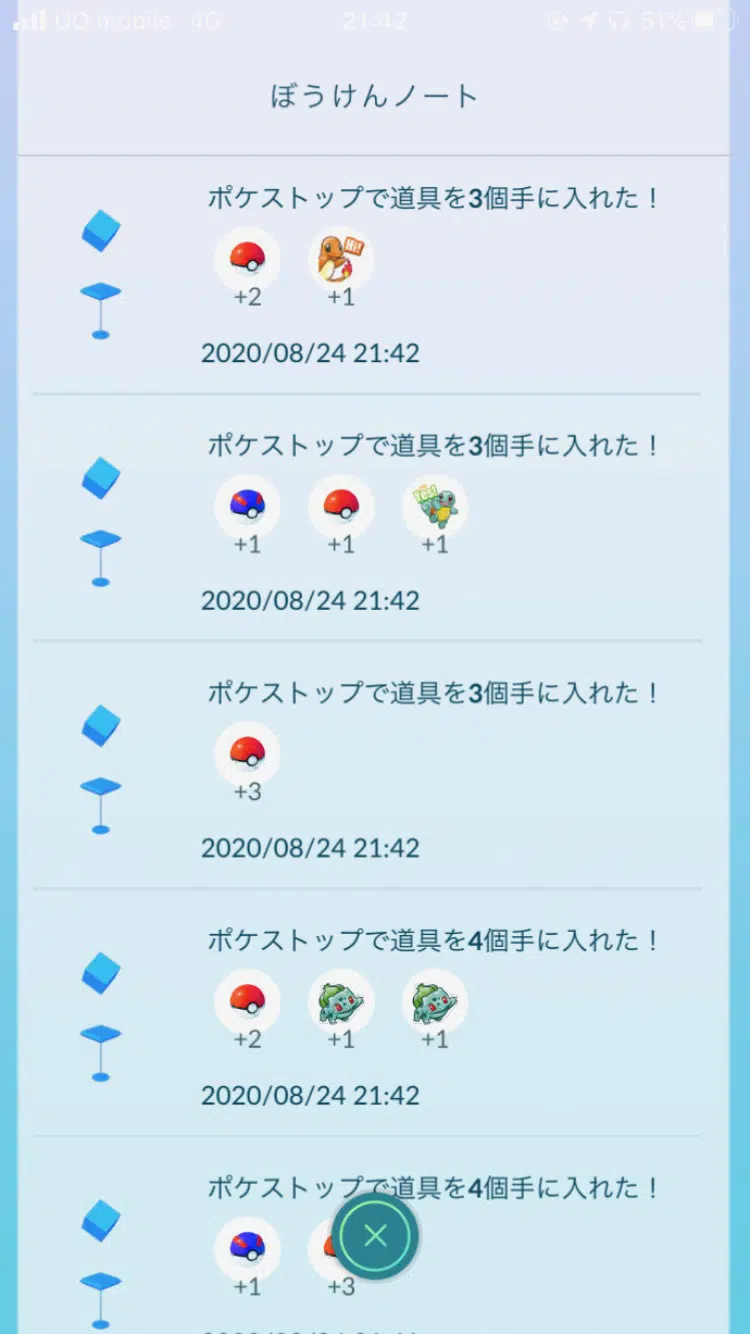 UQ mobile 4G 21:42 51%
ぼうけんノート
ポケストップで道具を3個手に入れた！
Hi!
+2 +1
2020/08/24 21:42
ポケストップで道具を3個手に入れた！
+1 +1 +1
2020/08/24 21:42
ポケストップで道具を3個手に入れた！
+3
2020/08/24 21:42
ポケストップで道具を4個手に入れた！
+2 +1 +1
2020/08/24 21:42
ポケストップで道具を4個手に入れた！
+1 +3